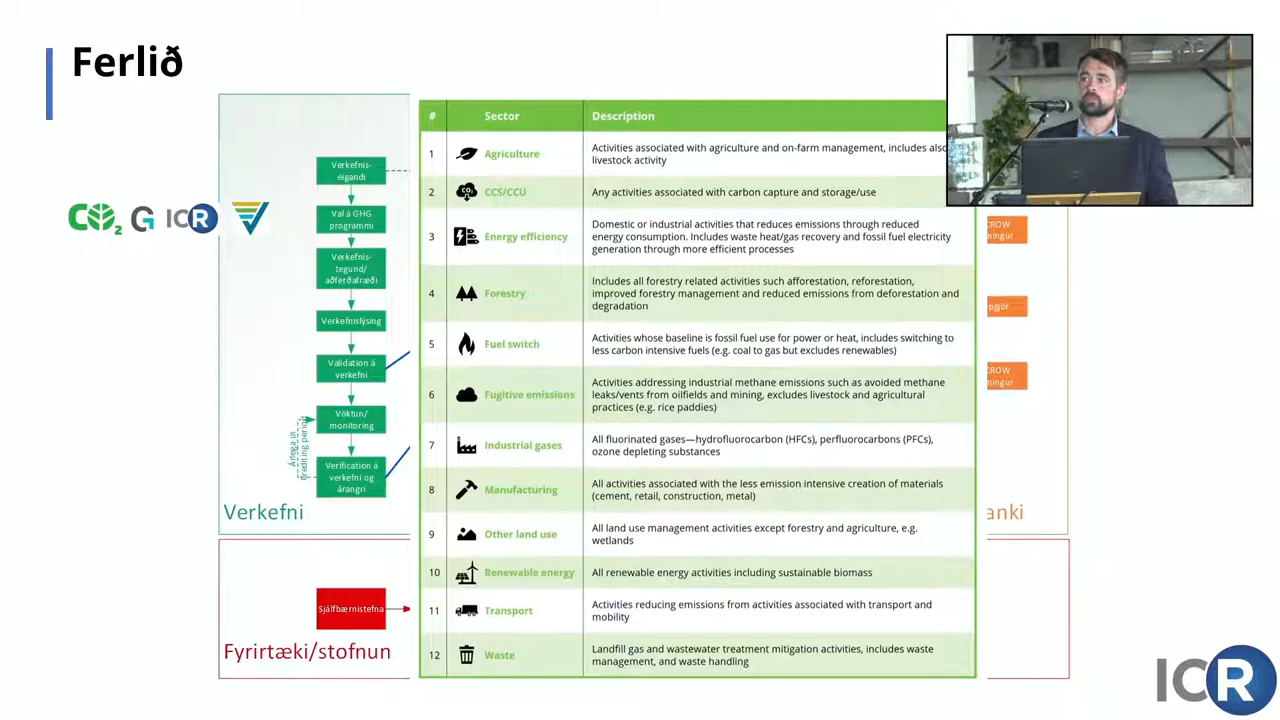 Ferlið
CO2
ICR
Verkefnis-
eigandi
Val á GHG
programmi
Verkefnis-
tegund/
aðferðafræði
Verkefnislýsing
Validation á
verkefni
Vöktun/
monitoring
Árlega út
crediting period
Verification á
verkefni og
árangri
Verkefni
Sjálfbærnistefna
Fyrirtæki/stofnun
# Sector Description
1 Agriculture Activities associated with agriculture and on-farm management, includes also
livestock activity
2 CCS/CCU Any activities associated with carbon capture and storage/use
3 Energy efficiency Domestic or industrial activities that reduces emissions through reduced
energy consumption. Includes waste heat/gas recovery and fossil fuel electricity
generation through more efficient processes
4 Forestry Includes all forestry related activities such afforestation, reforestation,
improved forestry management and reduced emissions from deforestation and
degradation
5 Fuel switch Activities whose baseline is fossil fuel use for power or heat, includes switching to
less carbon intensive fuels (e.g. coal to gas but excludes renewables)
6 Fugitive emissions Activities addressing industrial methane emissions such as avoided methane
leaks/vents from oilfields and mining, excludes livestock and agricultural
practices (e.g. rice paddies)
7 Industrial gases All fluorinated gases—hydrofluorocarbon (HFCs), perfluorocarbons (PFCs),
ozone depleting substances
8 Manufacturing All activities associated with the less emission intensive creation of materials
(cement, retail, construction, metal)
9 Other land use All land use management activities except forestry and agriculture, e.g.
wetlands
10 Renewable energy All renewable energy activities including sustainable biomass
11 Transport Activities reducing emissions from activities associated with transport and
mobility
12 Waste Landfill gas and wastewater treatment mitigation activities, includes waste
management, and waste handling
CROW
ningur
pgjör
CROW
ningur
anki
ICR